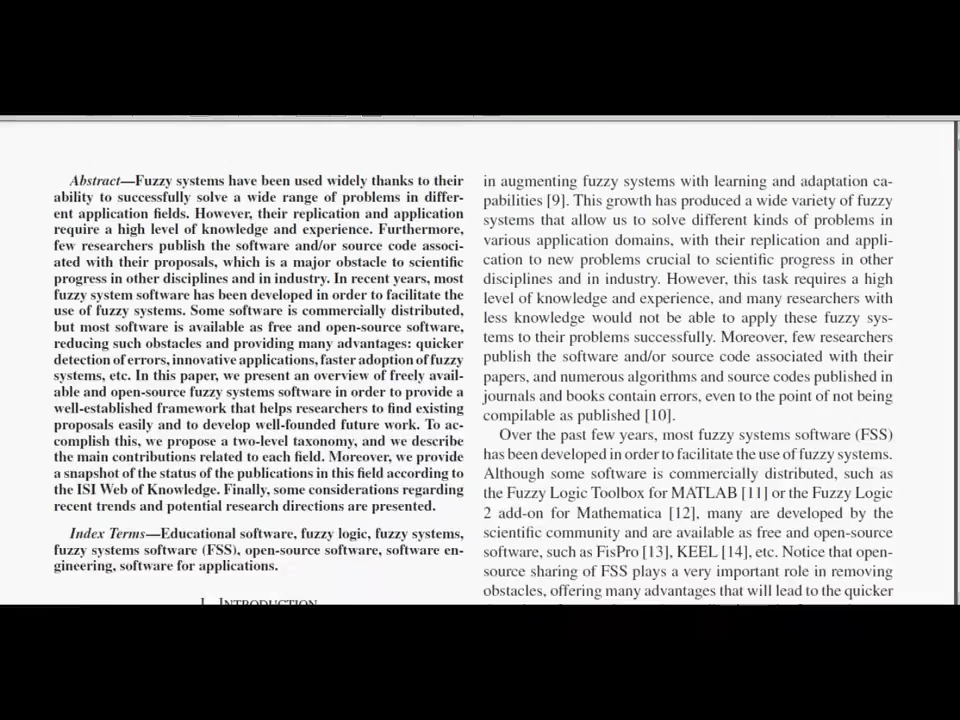 Abstract—Fuzzy systems have been used widely thanks to their
ability to successfully solve a wide range of problems in differ-
ent application fields. However, their replication and application
require a high level of knowledge and experience. Furthermore,
few researchers publish the software and/or source code associ-
ated with their proposals, which is a major obstacle to scientific
progress in other disciplines and in industry. In recent years, most
fuzzy system software has been developed in order to facilitate the
use of fuzzy systems. Some software is commercially distributed,
but most software is available as free and open-source software,
reducing such obstacles and providing many advantages: quicker
detection of errors, innovative applications, faster adoption of fuzzy
systems, etc. In this paper, we present an overview of freely avail-
able and open-source fuzzy systems software in order to provide a
well-established framework that helps researchers to find existing
proposals easily and to develop well-founded future work. To ac-
complish this, we propose a two-level taxonomy, and we describe
the main contributions related to each field. Moreover, we provide
a snapshot of the status of the publications in this field according to
the ISI Web of Knowledge. Finally, some considerations regarding
recent trends and potential research directions are presented.
Index Terms—Educational software, fuzzy logic, fuzzy systems,
fuzzy systems software (FSS), open-source software, software en-
gineering, software for applications.
I. INTRODUCTION
in augmenting fuzzy systems with learning and adaptation ca-
pabilities [9]. This growth has produced a wide variety of fuzzy
systems that allow us to solve different kinds of problems in
various application domains, with their replication and appli-
cation to new problems crucial to scientific progress in other
disciplines and in industry. However, this task requires a high
level of knowledge and experience, and many researchers with
less knowledge would not be able to apply these fuzzy sys-
tems to their problems successfully. Moreover, few researchers
publish the software and/or source code associated with their
papers, and numerous algorithms and source codes published in
journals and books contain errors, even to the point of not being
compilable as published [10].
Over the past few years, most fuzzy systems software (FSS)
has been developed in order to facilitate the use of fuzzy systems.
Although some software is commercially distributed, such as
the Fuzzy Logic Toolbox for MATLAB [11] or the Fuzzy Logic
2 add-on for Mathematica [12], many are developed by the
scientific community and are available as free and open-source
software, such as FisPro [13], KEEL [14], etc. Notice that open-
source sharing of FSS plays a very important role in removing
obstacles, offering many advantages that will lead to the quicker